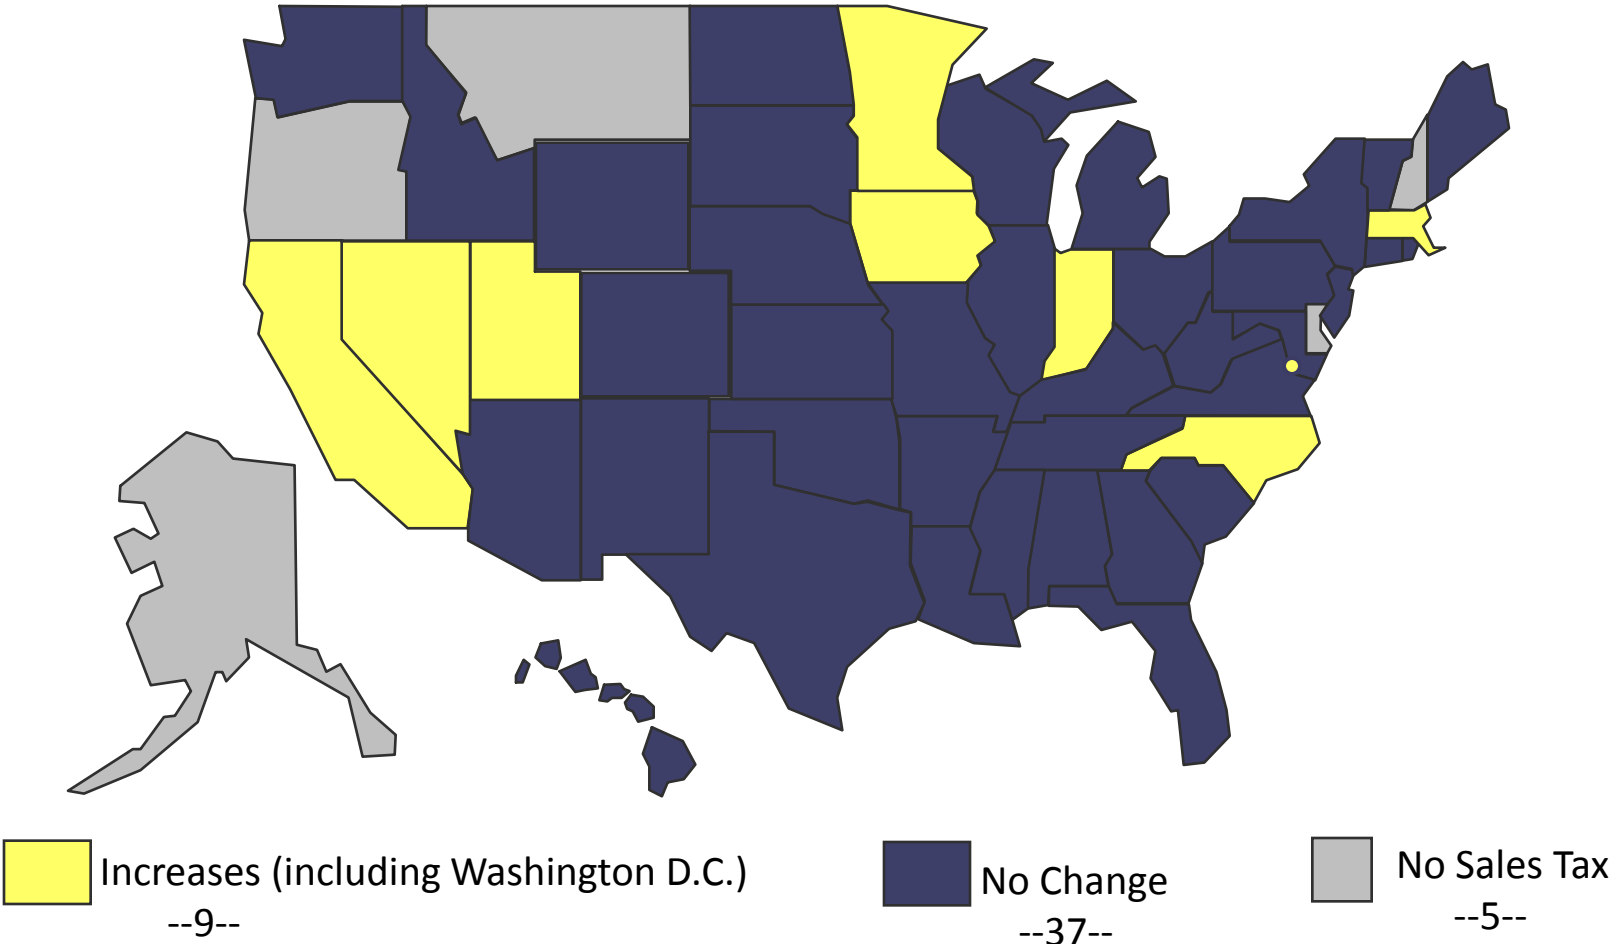 Increases (including Washington D.C.)
--9--
No Change
--37--
No Sales Tax
--5--